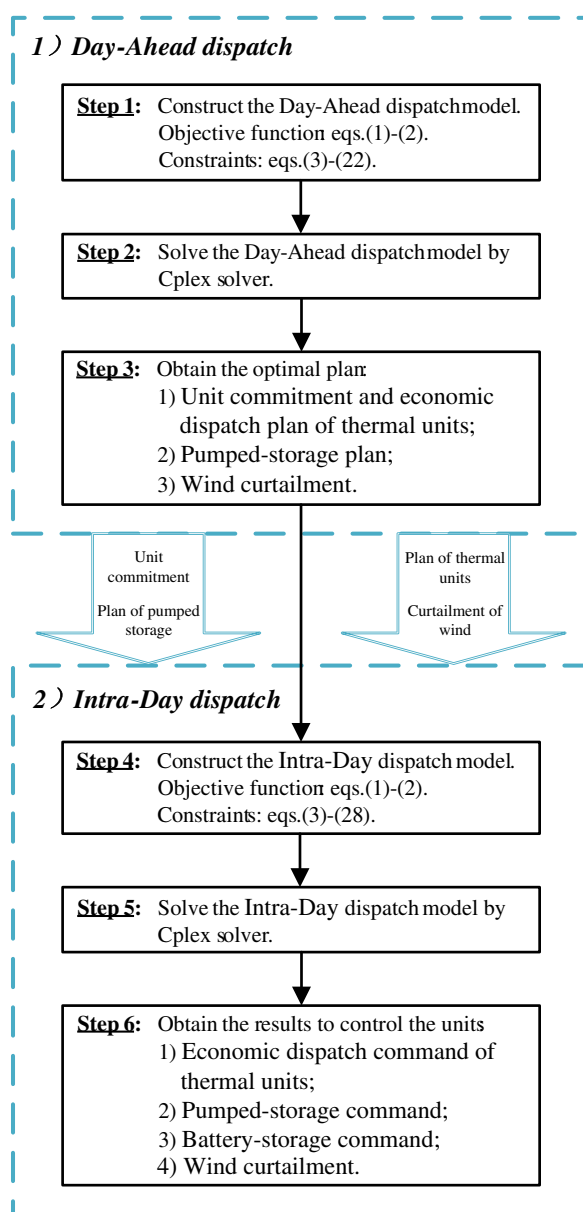 1）Day-Ahead dispatch
Step 1: Construct the Day-Ahead dispatch model.
Objective function: eqs.(1)-(2).
Constraints: eqs.(3)-(22).
Step 2: Solve the Day-Ahead dispatch model by
Cplex solver.
Step 3: Obtain the optimal plan:
1) Unit commitment and economic
dispatch plan of thermal units;
2) Pumped-storage plan;
3) Wind curtailment.
Unit
commitment
Plan of pumped
storage
Plan of thermal
units
Curtailment of
wind
2）Intra-Day dispatch
Step 4: Construct the Intra-Day dispatch model.
Objective function: eqs.(1)-(2).
Constraints: eqs.(3)-(28).
Step 5: Solve the Intra-Day dispatch model by
Cplex solver.
Step 6: Obtain the results to control the units:
1) Economic dispatch command of
thermal units;
2) Pumped-storage command;
3) Battery-storage command;
4) Wind curtailment.